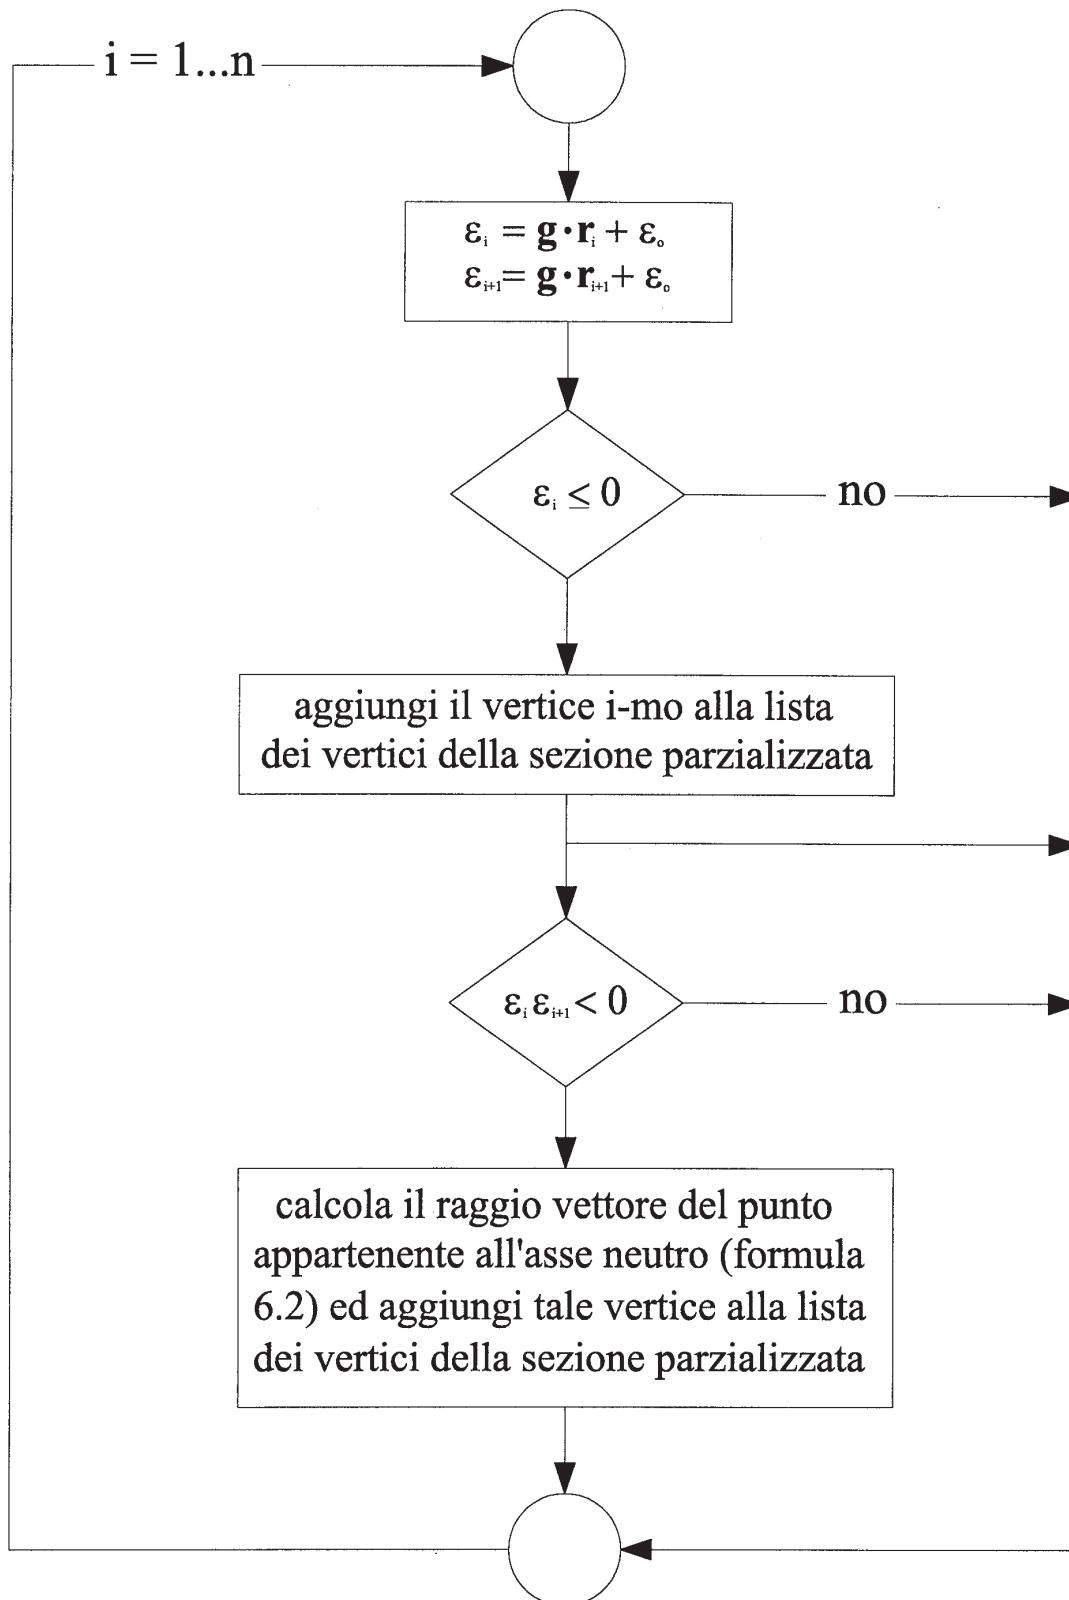 i = 1...n
εᵢ = g·rᵢ + εₒ
εᵢ₊₁= g·rᵢ₊₁+ εₒ
εᵢ ≤ 0
no
aggiungi il vertice i-mo alla lista
dei vertici della sezione parzializzata
εᵢ εᵢ₊₁ < 0
no
calcola il raggio vettore del punto
appartenente all'asse neutro (formula
6.2) ed aggiungi tale vertice alla lista
dei vertici della sezione parzializzata